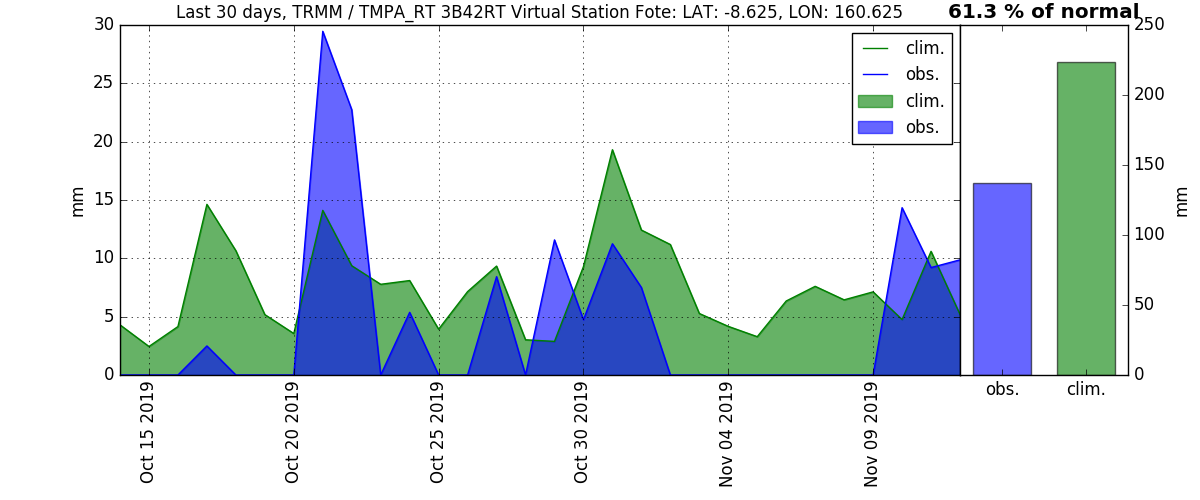 Last 30 days, TRMM / TMPA_RT 3B42RT Virtual Station Fote: LAT: -8.625, LON: 160.625
61.3 % of normal
30
25
20
15
10
5
0
mm
clim.
obs.
clim.
obs.
Oct 15 2019
Oct 20 2019
Oct 25 2019
Oct 30 2019
Nov 04 2019
Nov 09 2019
250
200
150
100
50
0
mm
obs.
clim.